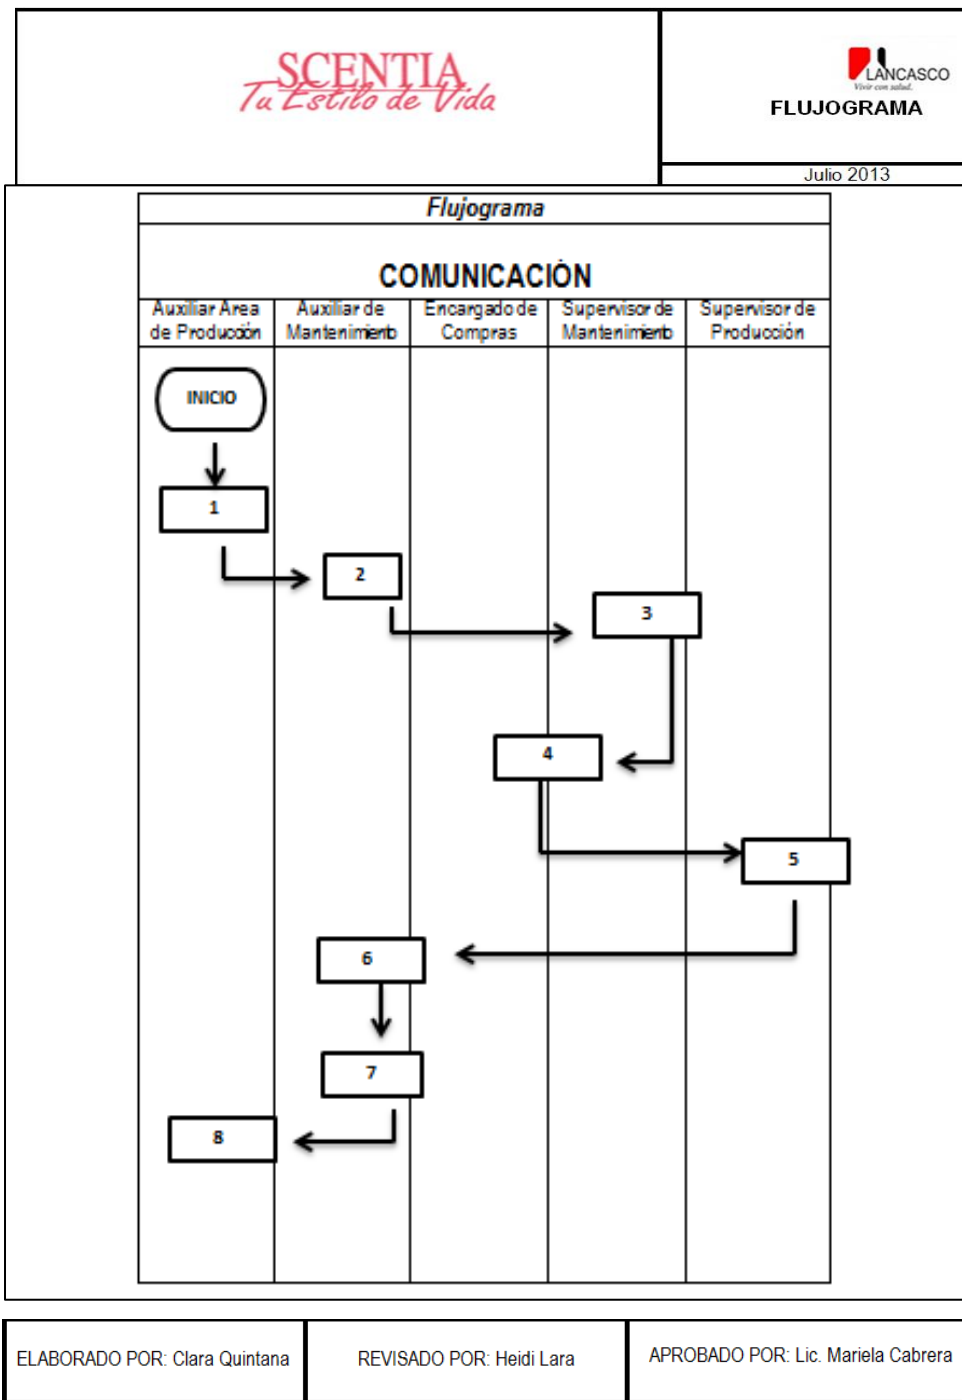 SCENTIA
Tu Estilo de Vida
LANCASCO
Vivir con salud.
FLUJOGRAMA
Julio 2013
Flujograma
COMUNICACIÓN
Auxiliar Area
de Producción
Auxiliar de
Mantenimiento
Encargado de
Compras
Supervisor de
Mantenimiento
Supervisor de
Producción
INICIO
1
2
3
4
5
6
7
8
ELABORADO POR: Clara Quintana
REVISADO POR: Heidi Lara
APROBADO POR: Lic. Mariela Cabrera